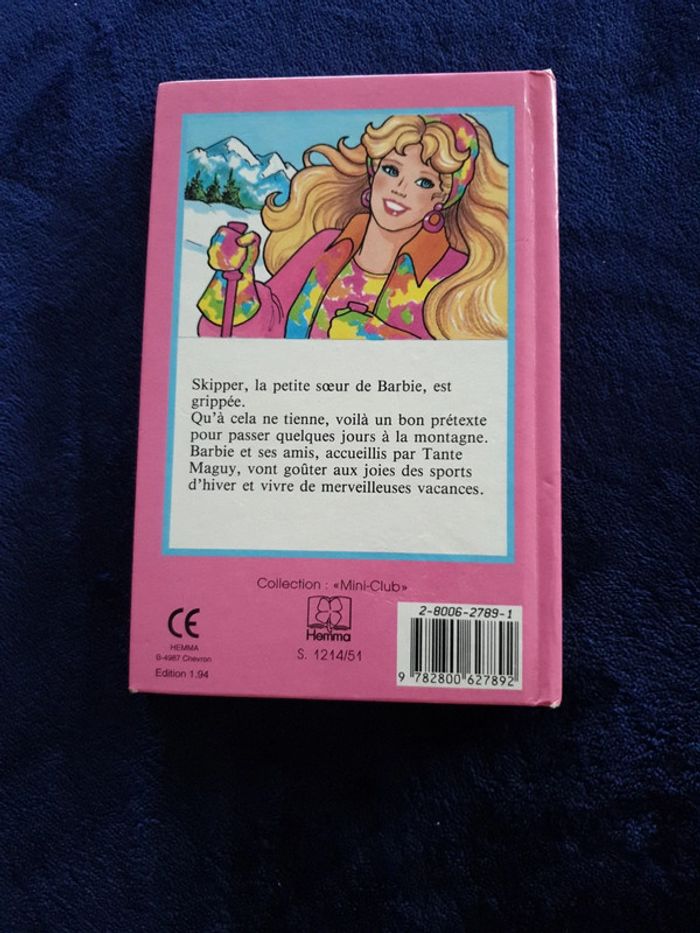 Skipper, la petite sœur de Barbie, est
grippée.
Qu'à cela ne tienne, voilà un bon prétexte
pour passer quelques jours à la montagne.
Barbie et ses amis, accueillis par Tante
Maguy, vont goûter aux joies des sports
d'hiver et vivre de merveilleuses vacances.
Collection : «Mini-Club»
CE
HEMMA
B-4987 Chevron
Edition 1.94
Hemma
S. 1214/51
2-8006-2789-1
9 782800 627892